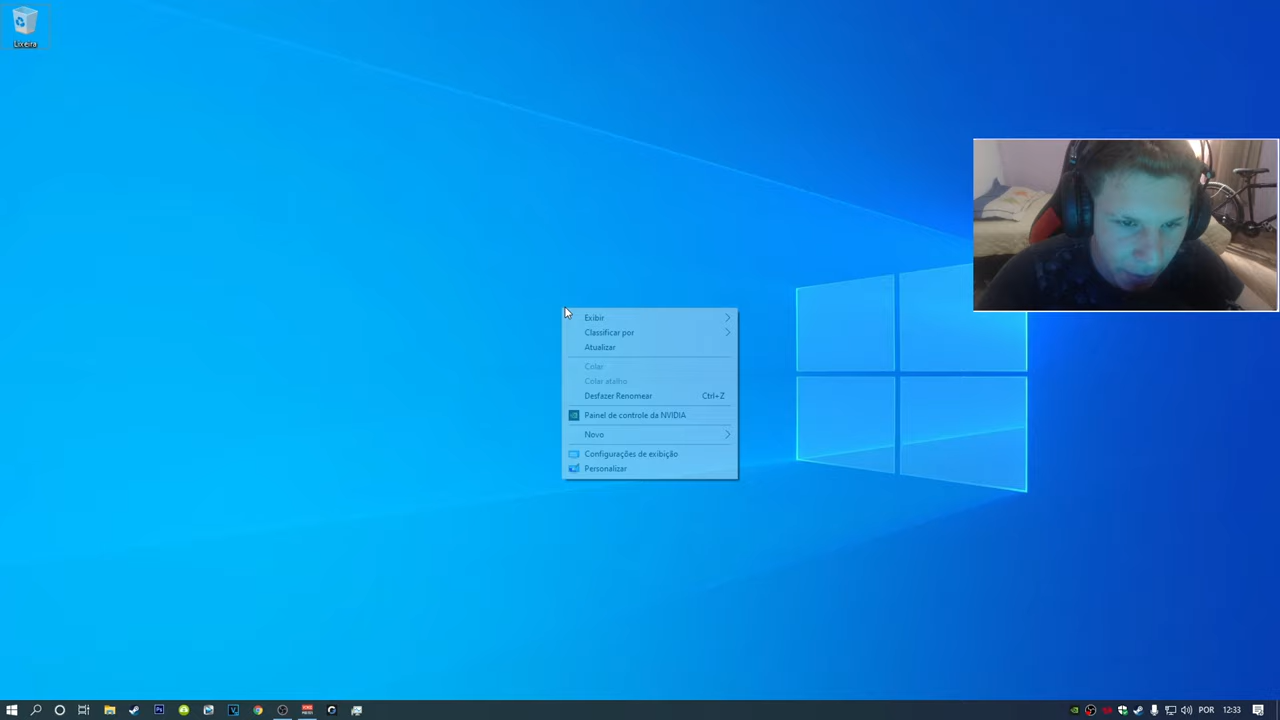 Lixeira
Exibir
Classificar por
Atualizar
Colar
Colar atalho
Desfazer Renomear Ctrl+Z
Painel de controle da NVIDIA
Novo
Configurações de exibição
Personalizar
POR 12:33